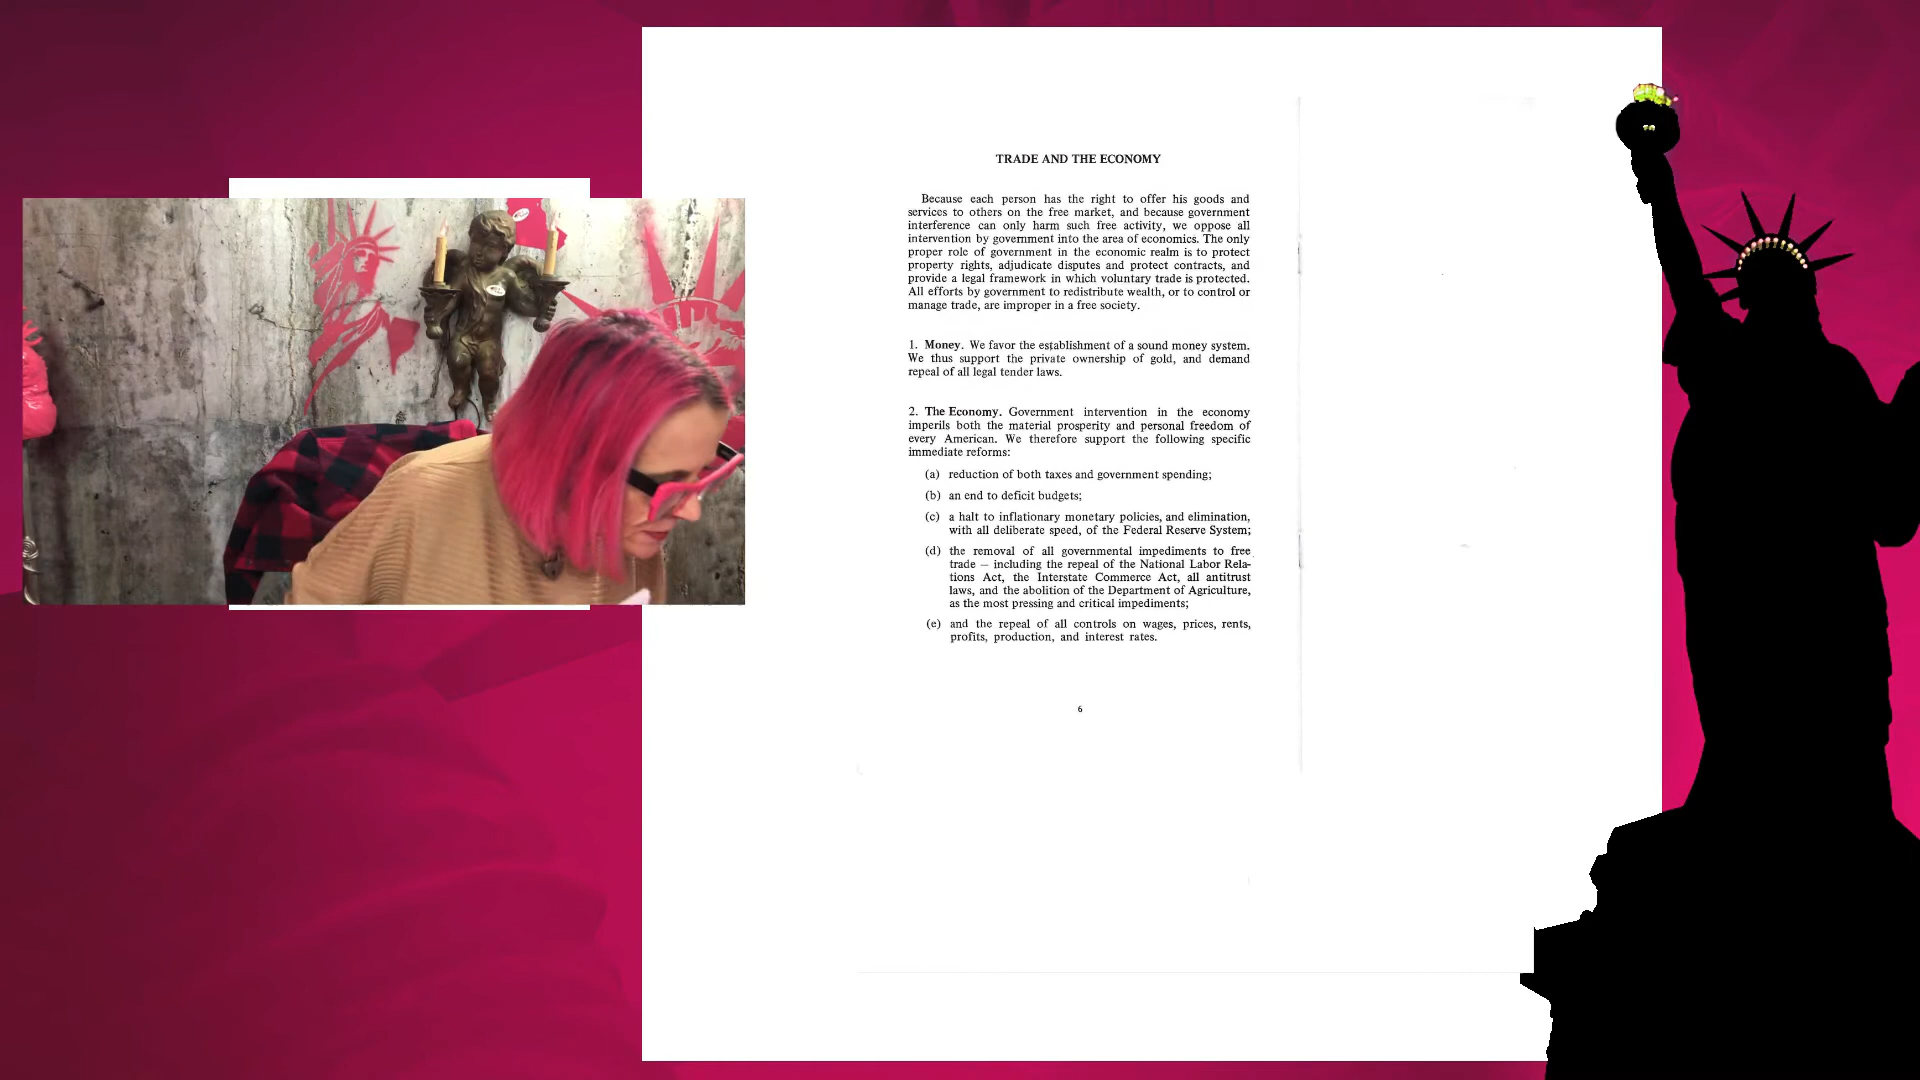 TRADE AND THE ECONOMY
Because each person has the right to offer his goods and
services to others on the free market, and because government
interference can only harm such free activity, we oppose all
intervention by government into the area of economics. The only
proper role of government in the economic realm is to protect
property rights, adjudicate disputes and protect contracts, and
provide a legal framework in which voluntary trade is protected.
All efforts by government to redistribute wealth, or to control or
manage trade, are improper in a free society.
1. Money. We favor the establishment of a sound money system.
We thus support the private ownership of gold, and demand
repeal of all legal tender laws.
2. The Economy. Government intervention in the economy
imperils both the material prosperity and personal freedom of
every American. We therefore support the following specific
immediate reforms:
(a) reduction of both taxes and government spending;
(b) an end to deficit budgets;
(c) a halt to inflationary monetary policies, and elimination,
with all deliberate speed, of the Federal Reserve System;
(d) the removal of all governmental impediments to free
trade — including the repeal of the National Labor Rela-
tions Act, the Interstate Commerce Act, all antitrust
laws, and the abolition of the Department of Agriculture,
as the most pressing and critical impediments;
(e) and the repeal of all controls on wages, prices, rents,
profits, production, and interest rates.
6